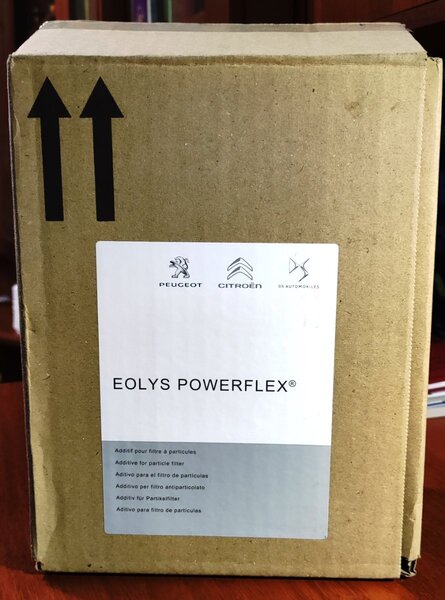 PEUGEOT CITROËN DS AUTOMOBILES
EOLYS POWERFLEX®
Additif pour filtre à particules
Additive for particle filter
Aditivo para el filtro de partículas
Additivo per filtro antiparticolato
Additiv für Partikelfilter
Aditivo para filtro de partículas